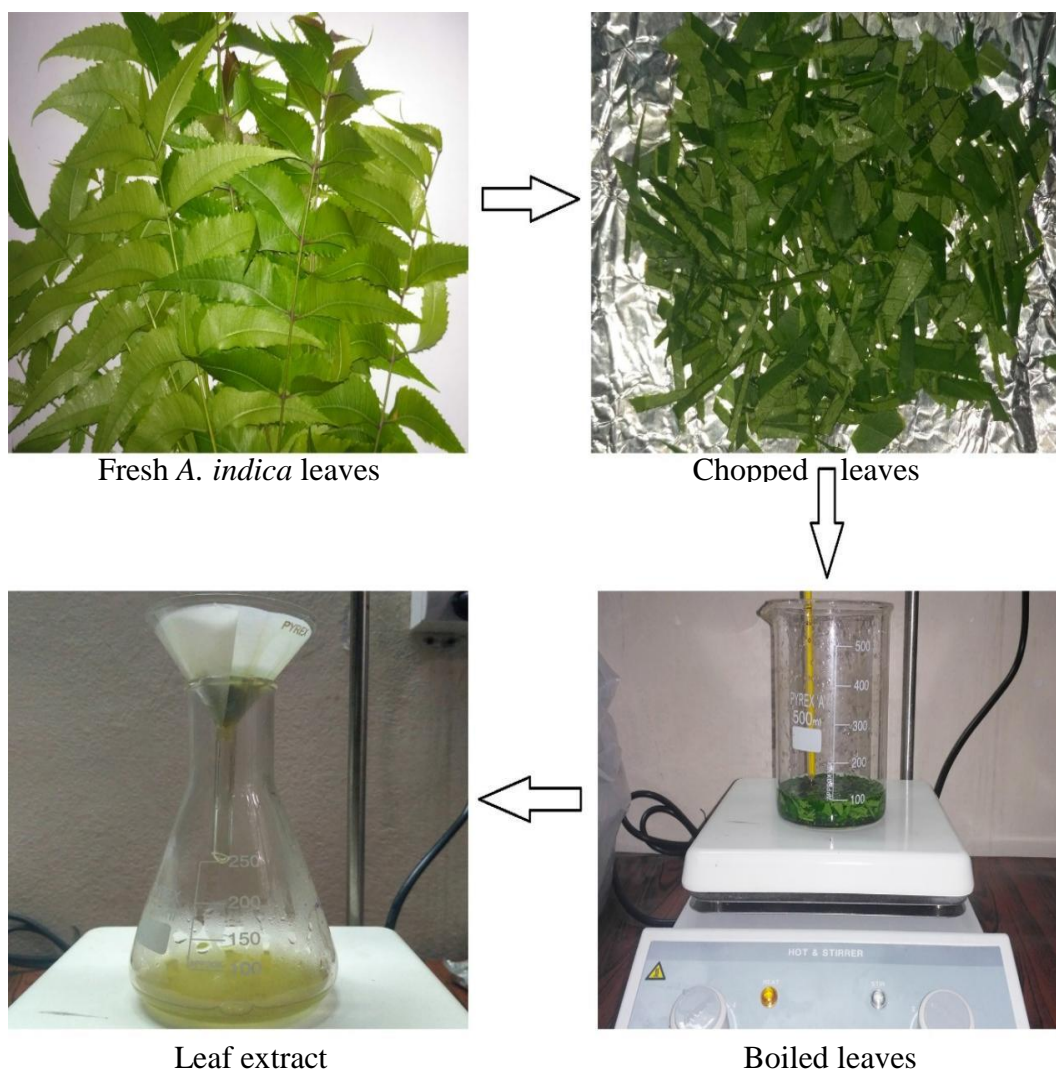 Fresh A. indica leaves
Chopped leaves
PYREX
250
200
150
100
500
400
PYREX 'A'
500ml
300
200
100
HOT & STIRRER
HEAT
Leaf extract
Boiled leaves